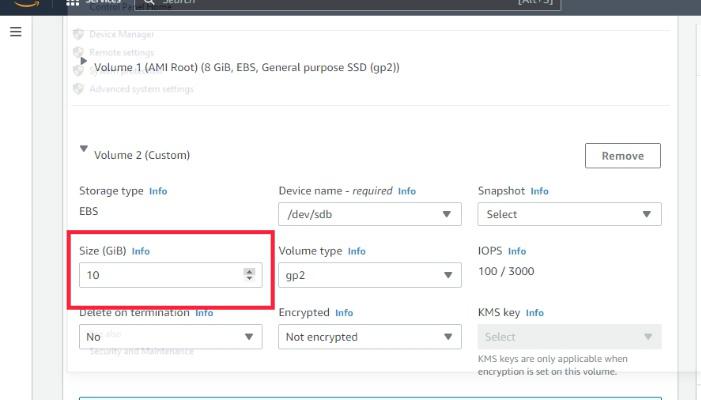 Services
Search
[Alt+S]
Control Panel Home
Device Manager
Remote settings
Volume 1 (AMI Root) (8 GiB, EBS, General purpose SSD (gp2))
Advanced system settings
Volume 2 (Custom)
Remove
Storage type Info
Device name - required Info
Snapshot Info
EBS
/dev/sdb
Select
Size (GiB) Info
Volume type Info
IOPS Info
10
gp2
100 / 3000
Delete on termination Info
Encrypted Info
KMS key Info
No
Not encrypted
Select
Security and Maintenance
KMS keys are only applicable when
encryption is set on this volume.